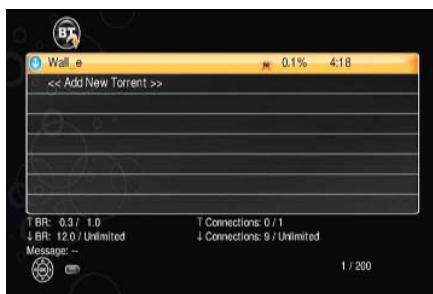 BT
Wall_e 0.1% 4:18
<< Add New Torrent >>
↑ BR: 0.3 / 1.0 ↑ Connections: 0 / 1
↓ BR: 12.0 / Unlimited ↓ Connections: 9 / Unlimited
Message: --
1 / 200